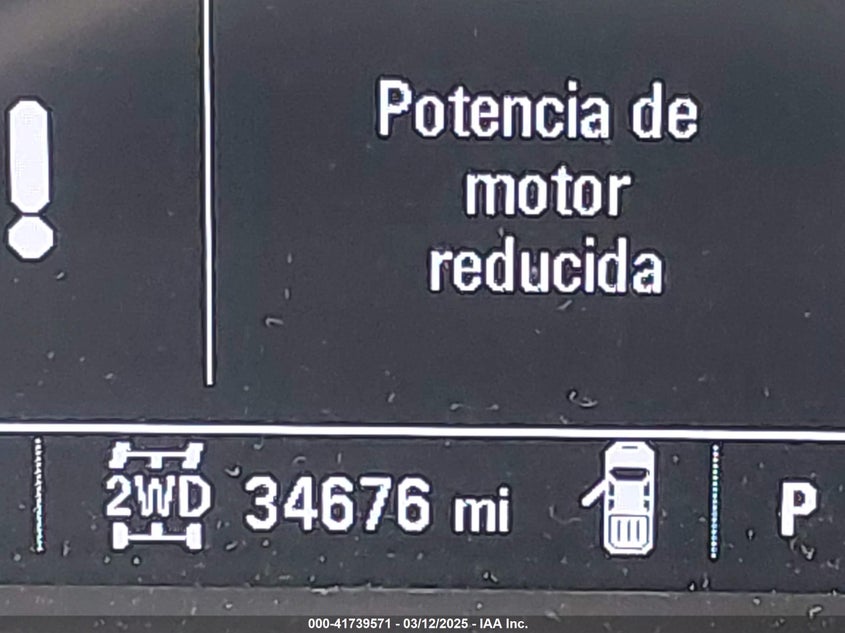 Potencia de
motor
reducida
2WD 34676 mi P
000-41739571 - 03/12/2025 - IAA Inc.